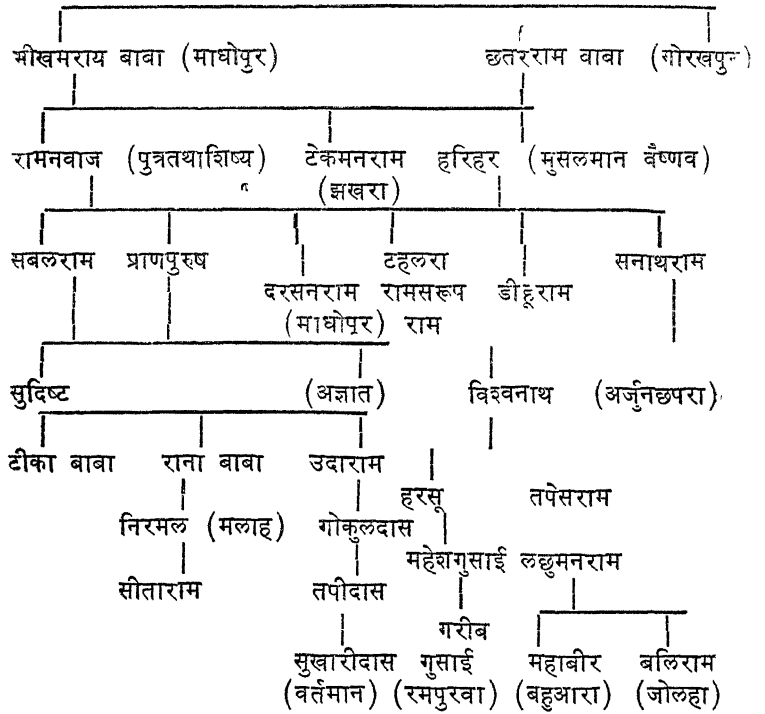 भीखमराय बाबा (माधोपुर) छतरराम बाबा (गोरखपुर)
रामनवाज (पुत्रतथाशिष्य) टेकमनराम हरिहर (मुसलमान वैष्णव)
(झखरा)
सबलराम प्राणपुरुष टहलरा सनाथराम
दरसनराम रामसरूप डीहूराम
(माधोपुर) राम
सुदिष्ट (अज्ञात) विश्वनाथ (अर्जुनछपरा)
टीका बाबा राना बाबा उदाराम
हरसू तपेसराम
निरमल (मलाह) गोकुलदास
महेशगुसाई लछुमनराम
सीताराम तपीदास
गरीब
सुखारीदास गुसाई महाबीर बलिराम
(वर्तमान) (रमपुरवा) (बहुआरा) (जोलहा)